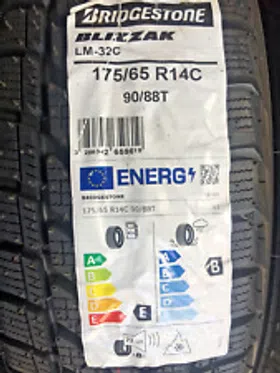 BRIDGESTONE
BLIZZAK
LM-32C
175/65 R14C
90/88T
ENERG
BRIDGESTONE
175/65 R14C 90/88T
A
B
C
D
E
E
B